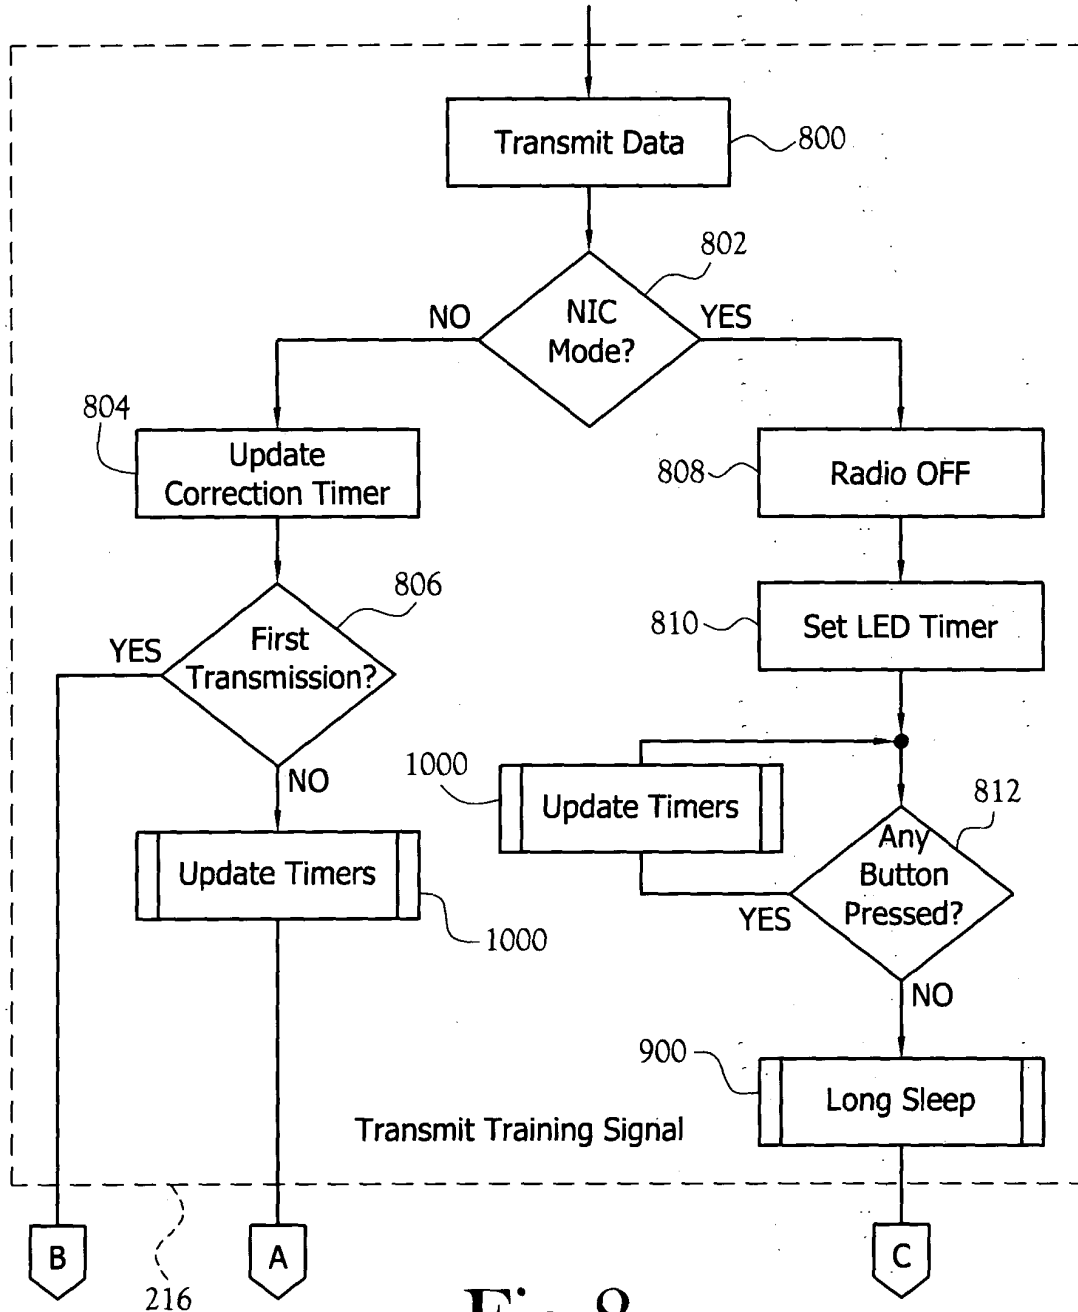 Transmit Data
800
802
NIC
Mode?
NO
YES
804
Update
Correction Timer
808
Radio OFF
806
First
Transmission?
YES
NO
810
Set LED Timer
1000
Update Timers
812
Any
Button
Pressed?
YES
NO
Update Timers
1000
900
Long Sleep
Transmit Training Signal
B
A
C
216
Fig. 8